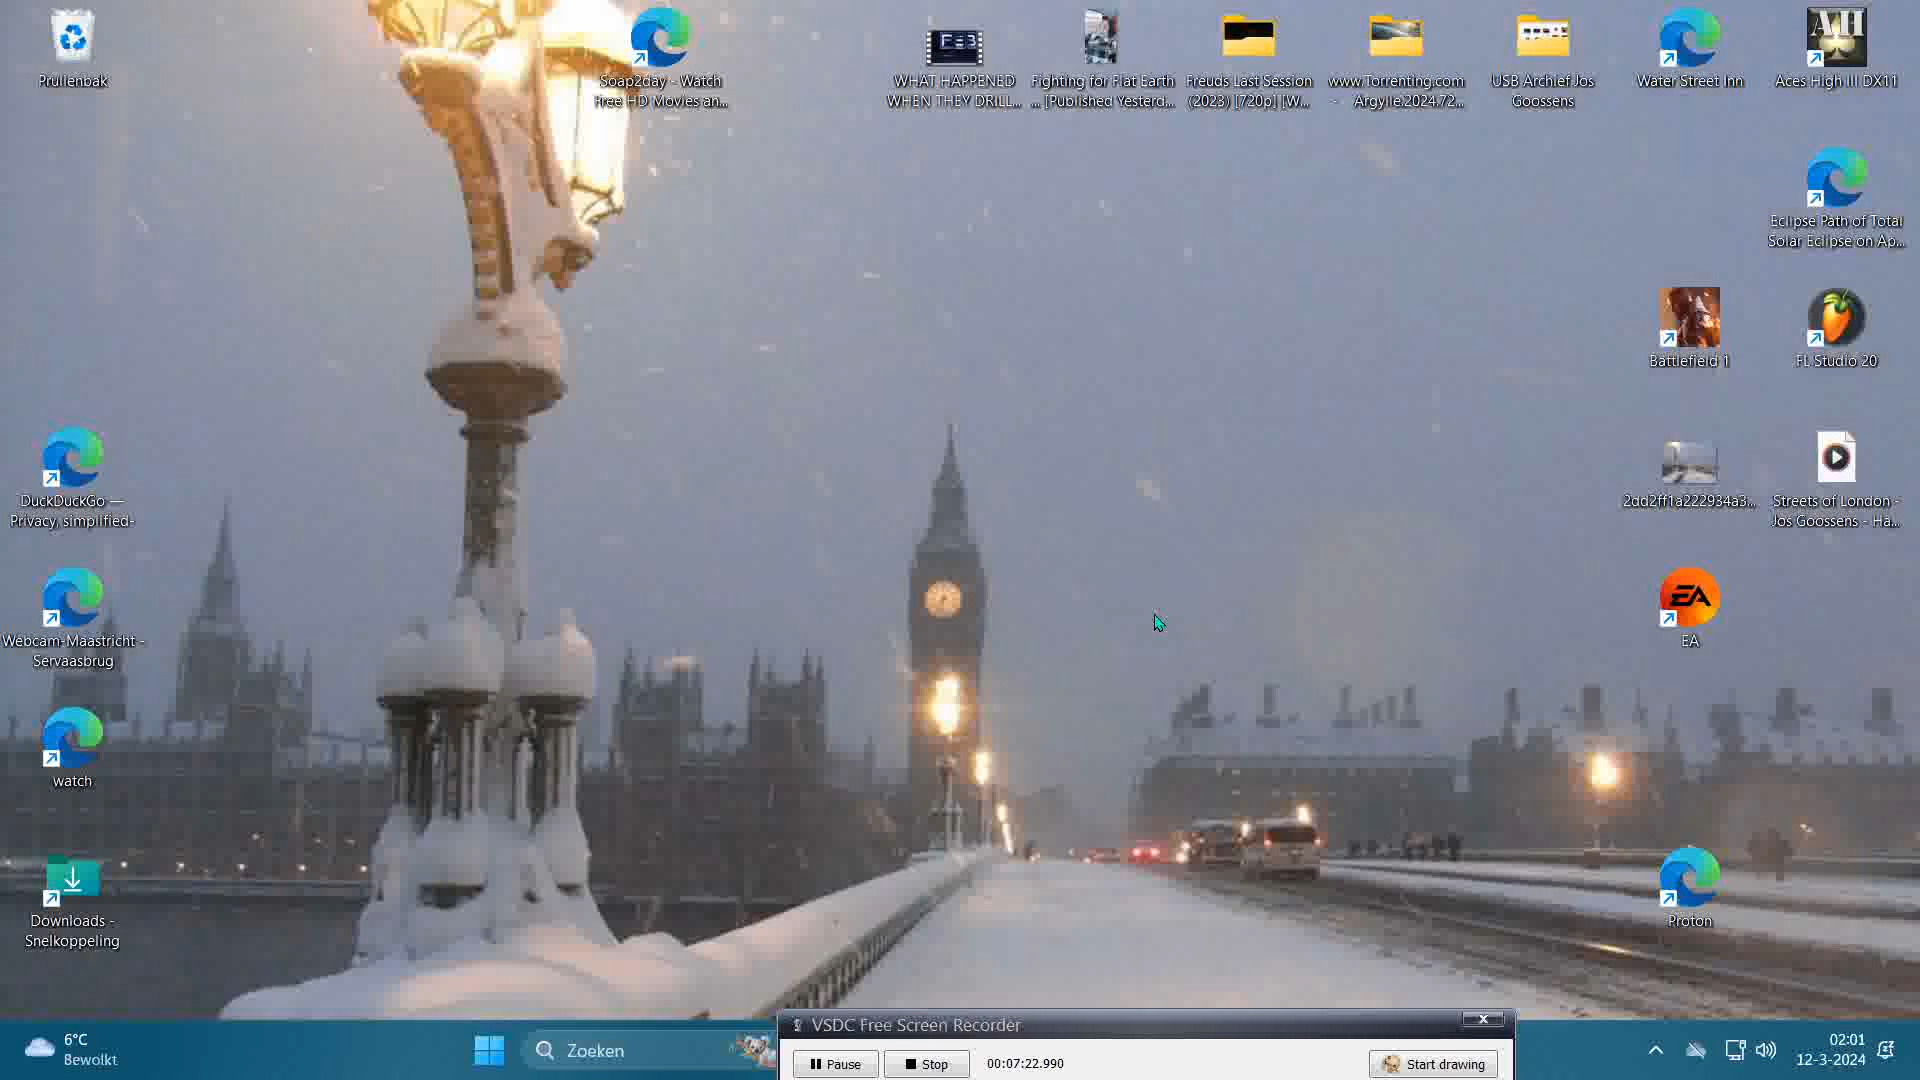 Prullenbak
Soap2day - Watch
Free HD Movies an...
FEB
WHAT HAPPENED
WHEN THEY DRILL...
Fighting for Flat Earth
... [Published Yesterd...
Freuds Last Session
(2023) [720p] [W...
www.Torrenting.com
- Argylle.2024.72...
USB Archief Jos
Goossens
Water Street Inn
AH
Aces High III DX11
Eclipse Path of Total
Solar Eclipse on Ap...
Battlefield 1
FL Studio 20
DuckDuckGo —
Privacy, simplified-
2dd2ff1a222934a3...
Streets of London -
Jos Goossens - Ha...
Webcam-Maastricht -
Servaasbrug
EA
EA
watch
Downloads -
Snelkoppeling
Proton
VSDC Free Screen Recorder
Pause
Stop
00:07:22.990
Start drawing
6°C
Bewolkt
Zoeken
02:01
12-3-2024